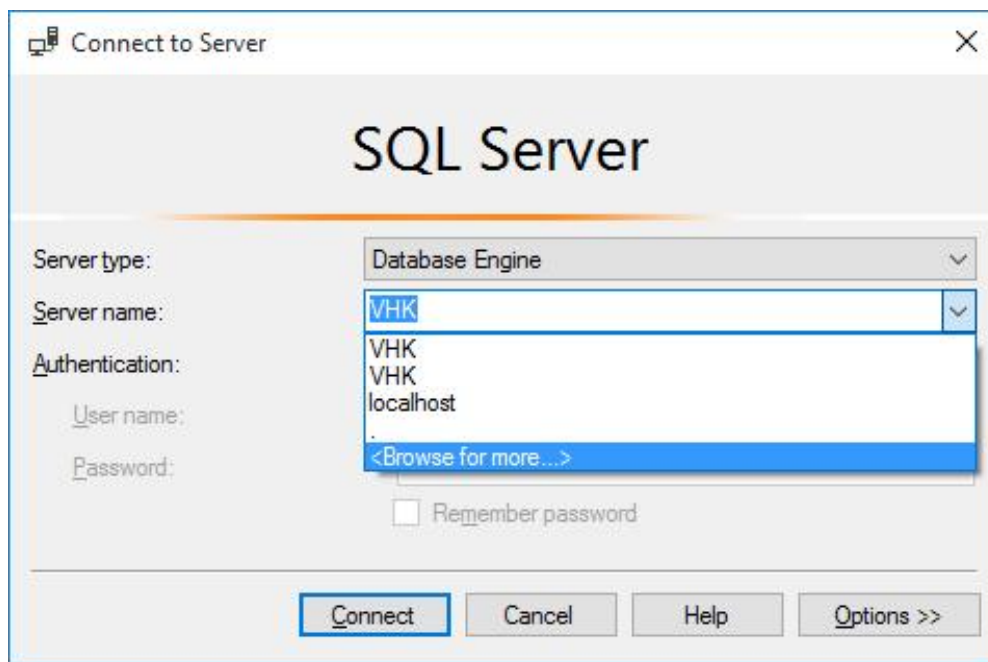 Connect to Server
SQL Server
Server type: Database Engine
Server name: VHK
VHK
Authentication:
VHK
localhost
User name:
.
Password: <Browse for more...>
Remember password
Connect Cancel Help Options >>